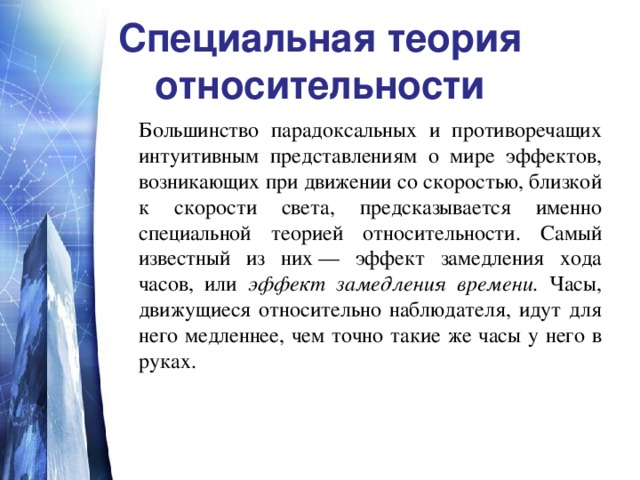 Специальная теория
относительности
Большинство парадоксальных и противоречащих
интуитивным представлениям о мире эффектов,
возникающих при движении со скоростью, близкой
к скорости света, предсказывается именно
специальной теорией относительности. Самый
известный из них — эффект замедления хода
часов, или эффект замедления времени. Часы,
движущиеся относительно наблюдателя, идут для
него медленнее, чем точно такие же часы у него в
руках.